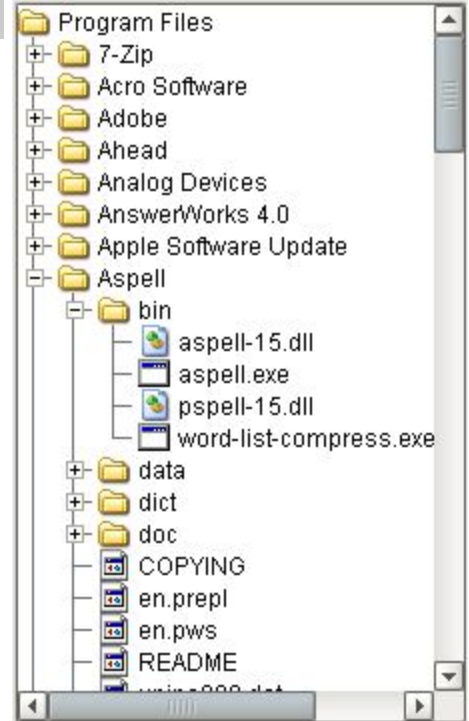 Program Files
7-Zip
Acro Software
Adobe
Ahead
Analog Devices
AnswerWorks 4.0
Apple Software Update
Aspell
bin
aspell-15.dll
aspell.exe
pspell-15.dll
word-list-compress.exe
data
dict
doc
COPYING
en.prepl
en.pws
README